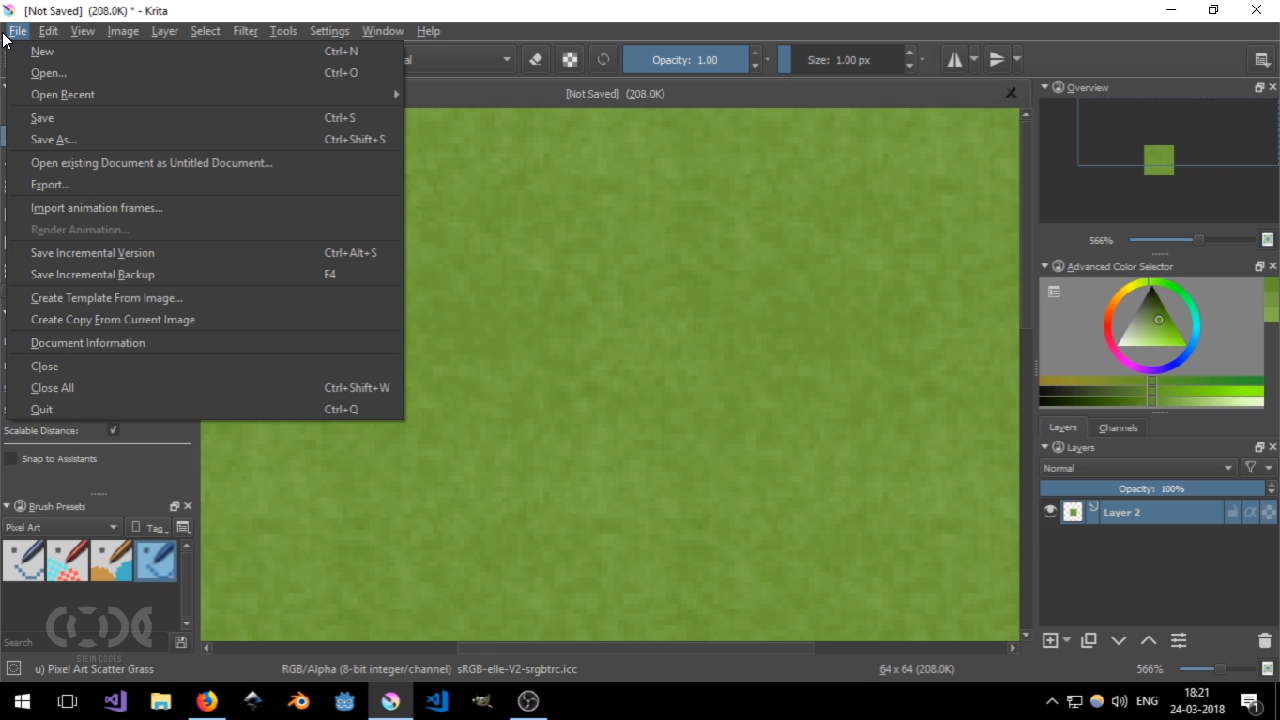 [Not Saved] (208.0K) * - Krita
File Edit View Image Layer Select Filter Tools Settings Window Help
New Ctrl+N
Open... Ctrl+O
Open Recent
Save Ctrl+S
Save As... Ctrl+Shift+S
Open existing Document as Untitled Document...
Export...
Import animation frames...
Render Animation...
Save Incremental Version Ctrl+Alt+S
Save Incremental Backup F4
Create Template From Image...
Create Copy From Current Image
Document Information
Close
Close All Ctrl+Shift+W
Quit Ctrl+Q
Opacity: 1.00
Size: 1.00 px
[Not Saved] (208.0K)
Overview
566%
Advanced Color Selector
Layers Channels
Layers
Normal
Opacity: 100%
Layer 2
Scalable Distance:
Snap to Assistants
Brush Presets
Pixel Art
Tag
Search
CODE
STEIN CODES
u) Pixel Art Scatter Grass
RGB/Alpha (8-bit integer/channel) sRGB-elle-V2-srgbtrc.icc
64 x 64 (208.0K)
566%
ENG
18:21
24-03-2018
1